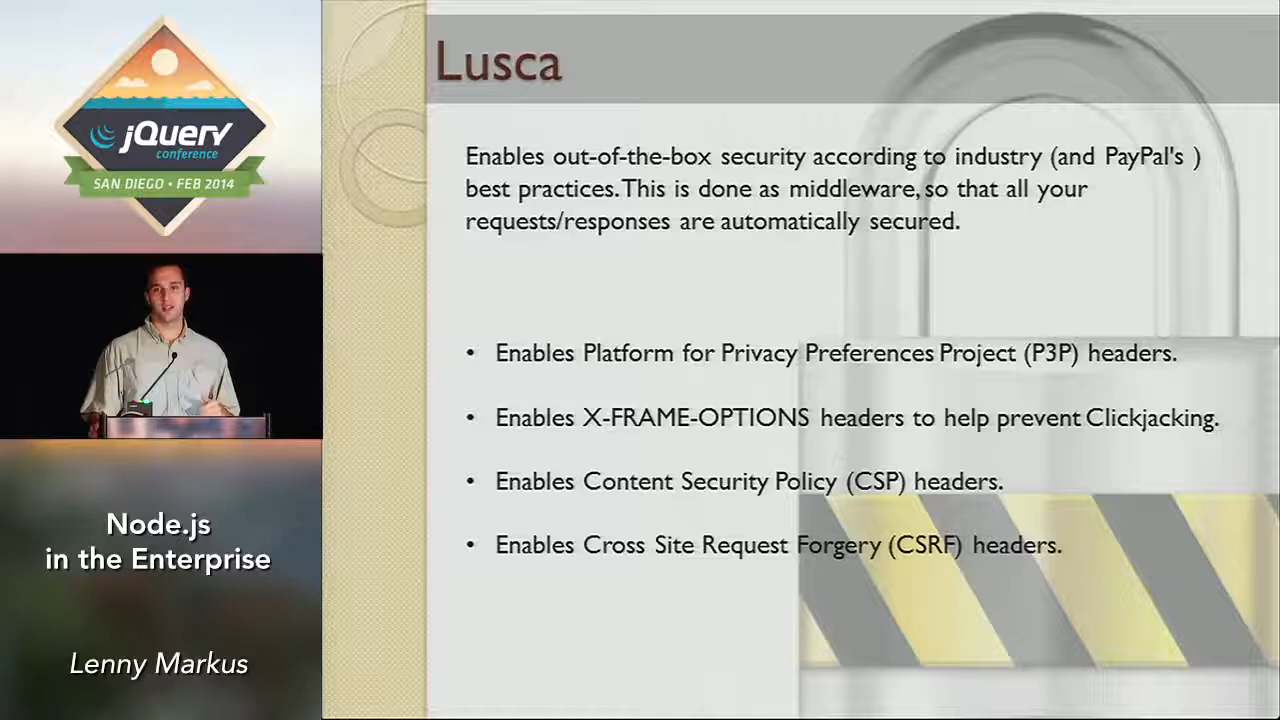 jQuery
conference
SAN DIEGO • FEB 2014
Node.js
in the Enterprise
Lenny Markus
Lusca
Enables out-of-the-box security according to industry (and PayPal's )
best practices. This is done as middleware, so that all your
requests/responses are automatically secured.
• Enables Platform for Privacy Preferences Project (P3P) headers.
• Enables X-FRAME-OPTIONS headers to help prevent Clickjacking.
• Enables Content Security Policy (CSP) headers.
• Enables Cross Site Request Forgery (CSRF) headers.